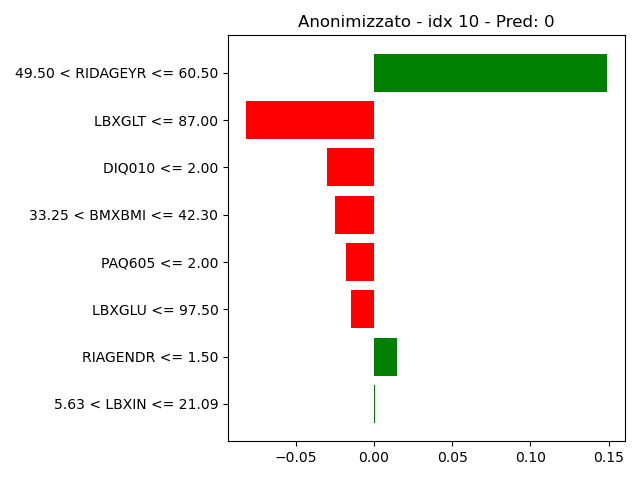 Anonimizzato - idx 10 - Pred: 0
49.50 < RIDAGEYR <= 60.50
LBXGLT <= 87.00
DIQ010 <= 2.00
33.25 < BMXBMI <= 42.30
PAQ605 <= 2.00
LBXGLU <= 97.50
RIAGENDR <= 1.50
5.63 < LBXIN <= 21.09
−0.05 0.00 0.05 0.10 0.15